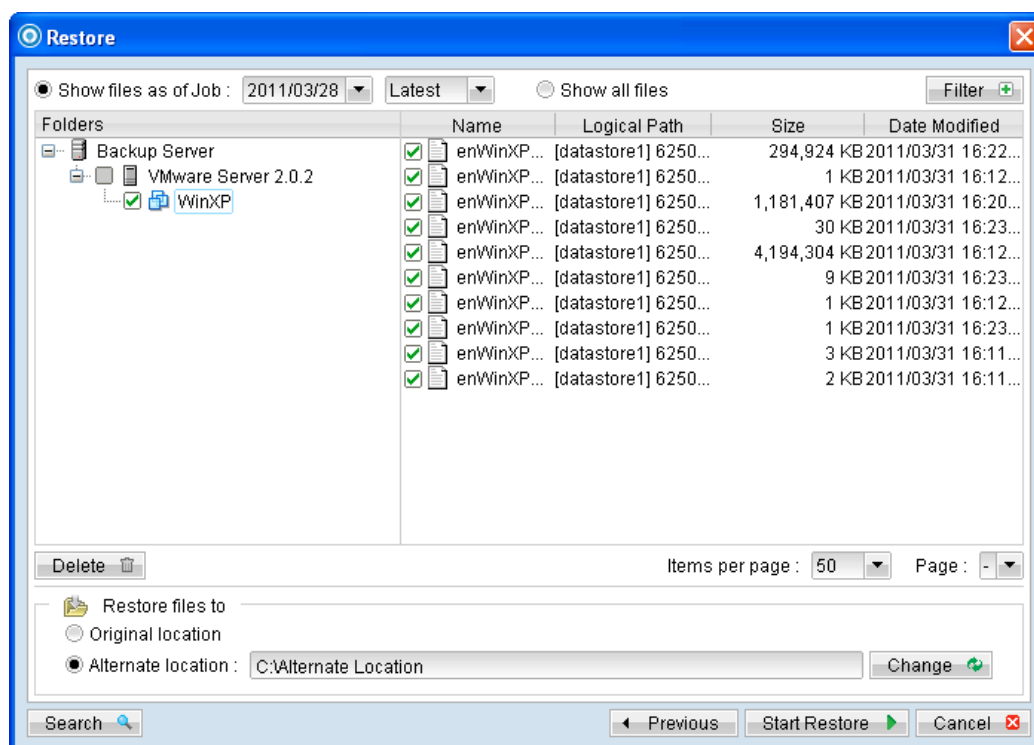 Restore
Show files as of Job : 2011/03/28 Latest Show all files Filter
Folders Name Logical Path Size Date Modified
Backup Server enWinXP... [datastore1] 6250... 294,924 KB 2011/03/31 16:22...
VMware Server 2.0.2 enWinXP... [datastore1] 6250... 1 KB 2011/03/31 16:12...
WinXP enWinXP... [datastore1] 6250... 1,181,407 KB 2011/03/31 16:20...
enWinXP... [datastore1] 6250... 30 KB 2011/03/31 16:23...
enWinXP... [datastore1] 6250... 4,194,304 KB 2011/03/31 16:12...
enWinXP... [datastore1] 6250... 9 KB 2011/03/31 16:23...
enWinXP... [datastore1] 6250... 1 KB 2011/03/31 16:12...
enWinXP... [datastore1] 6250... 1 KB 2011/03/31 16:23...
enWinXP... [datastore1] 6250... 3 KB 2011/03/31 16:11...
enWinXP... [datastore1] 6250... 2 KB 2011/03/31 16:11...
Delete Items per page : 50 Page : -
Restore files to
Original location
Alternate location : C:\Alternate Location Change
Search Previous Start Restore Cancel